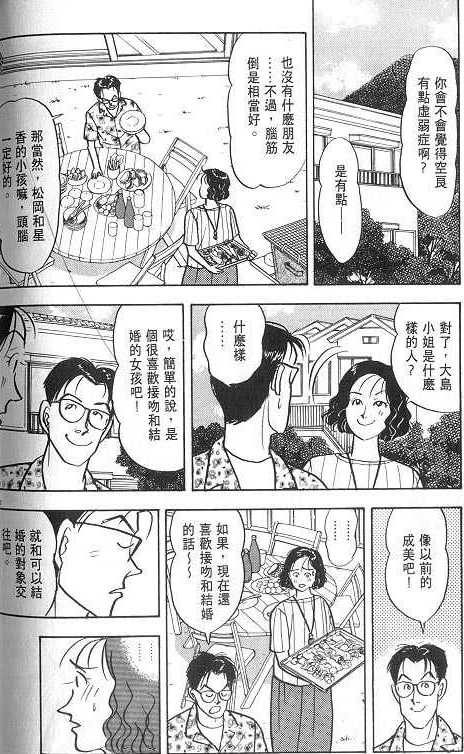 你會不會覺得空良
有點虛弱症啊?
是有點──
也沒有什麼朋友
……不過,腦筋
倒是相當好。
那當然,松岡和星
香的小孩嘛,頭腦
一定好的。
對了,大島
小姐是什麼
樣的人?
什麼樣
……
哎,簡單的說,是
個很喜歡接吻和結
婚的女孩吧!
像以前的
成美吧!
……
如果,現在還
喜歡接吻和結婚
的話~~
就和可以結
婚的對象交
往吧。
……